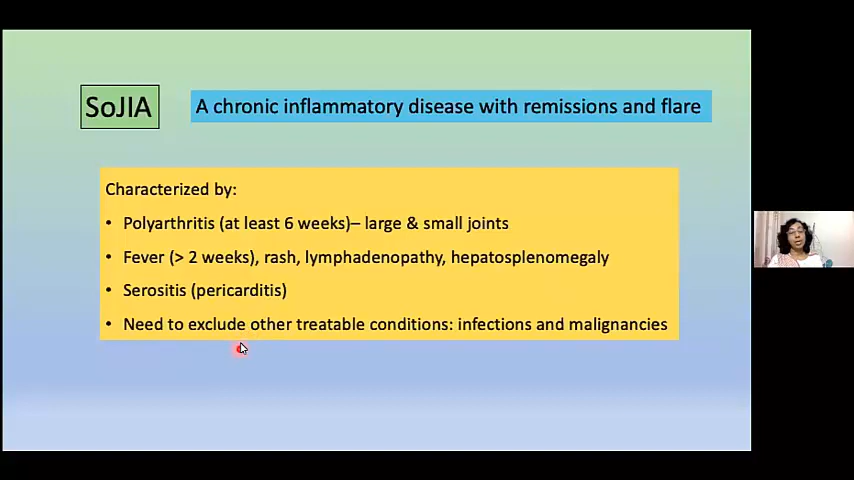 SoJIA
A chronic inflammatory disease with remissions and flare
Characterized by:
• Polyarthritis (at least 6 weeks)– large & small joints
• Fever (> 2 weeks), rash, lymphadenopathy, hepatosplenomegaly
• Serositis (pericarditis)
• Need to exclude other treatable conditions: infections and malignancies